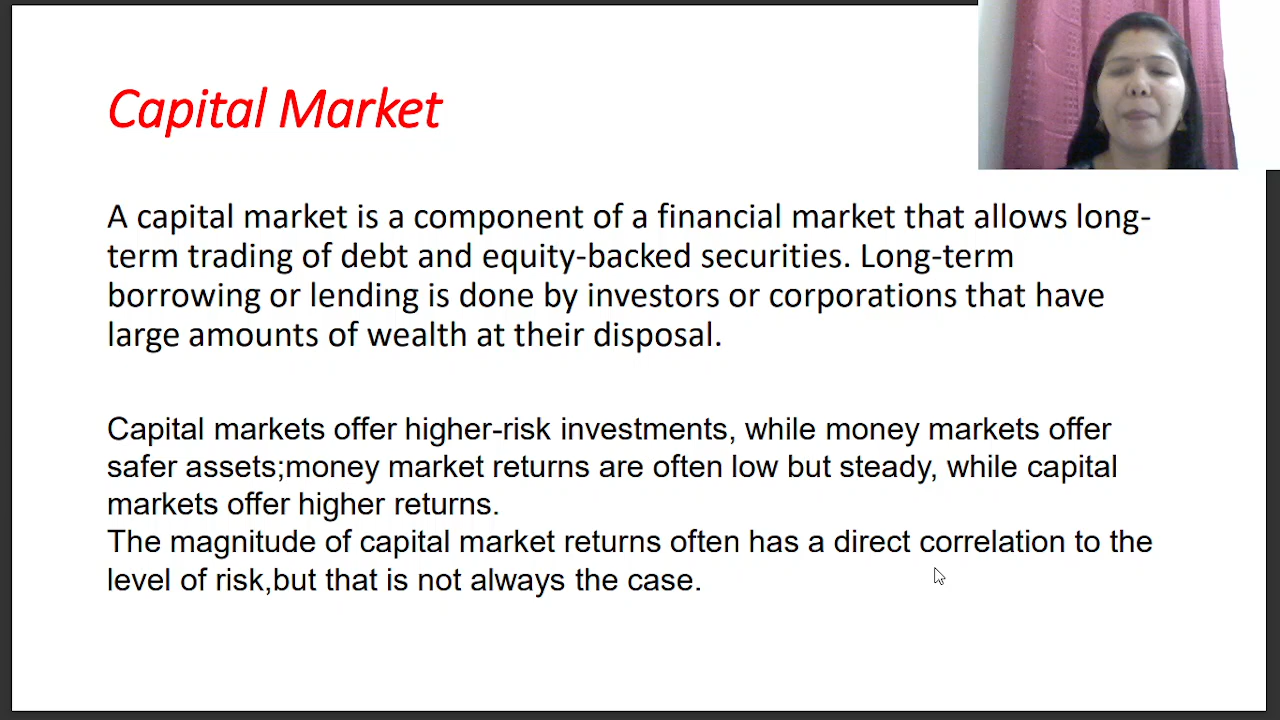 Capital Market
A capital market is a component of a financial market that allows long-
term trading of debt and equity-backed securities. Long-term
borrowing or lending is done by investors or corporations that have
large amounts of wealth at their disposal.
Capital markets offer higher-risk investments, while money markets offer
safer assets;money market returns are often low but steady, while capital
markets offer higher returns.
The magnitude of capital market returns often has a direct correlation to the
level of risk,but that is not always the case.